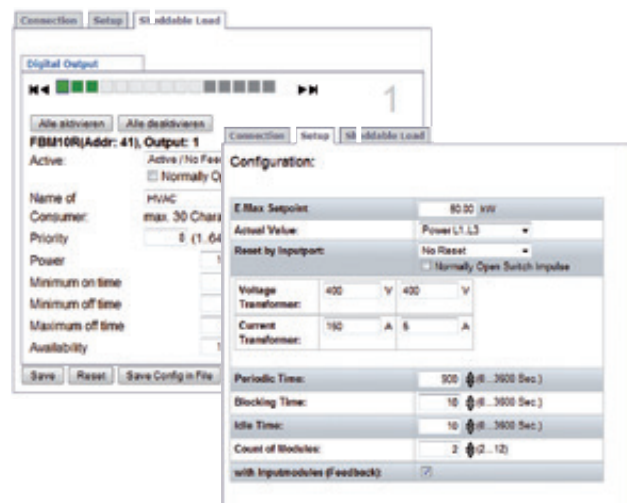 Connection Setup Sheddable Load
Digital Output
1
Alle aktivieren Alle deaktivieren
FBM10R(Addr: 41), Output: 1
Active: Active / No Fee
Normally Op
Name of Consumer: HVAC
max. 30 Chara
Priority (1..64
Power
Minimum on time
Minimum off time
Maximum off time
Availability
Save Reset Save Config in File
Connection Setup Sheddable Load
Configuration:
E-Max Setpoint: kW
Actual Value: Power L1..L3
Reset by Inputport: No Reset
Normally Open Switch Impulse
Voltage Transformer: 400 V 400 V
Current Transformer: 150 A 5 A
Periodic Time: (0...3600 Sec.)
Blocking Time: 10 (0...3600 Sec.)
Idle Time: 10 (0...3600 Sec.)
Count of Modules: 2 (2...12)
with Inputmodules (Feedback):